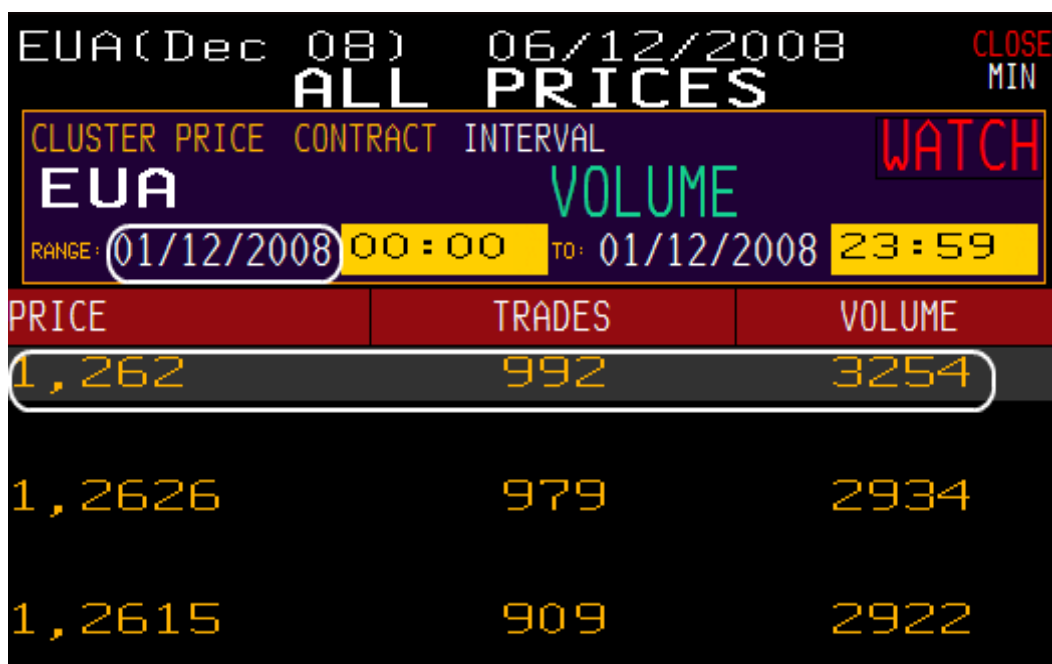 EUA(Dec 08) 06/12/2008 CLOSE
ALL PRICES MIN
CLUSTER PRICE CONTRACT INTERVAL WATCH
EUA VOLUME
RANGE: 01/12/2008 00:00 TO: 01/12/2008 23:59
PRICE TRADES VOLUME
1,262 992 3254
1,2626 979 2934
1,2615 909 2922